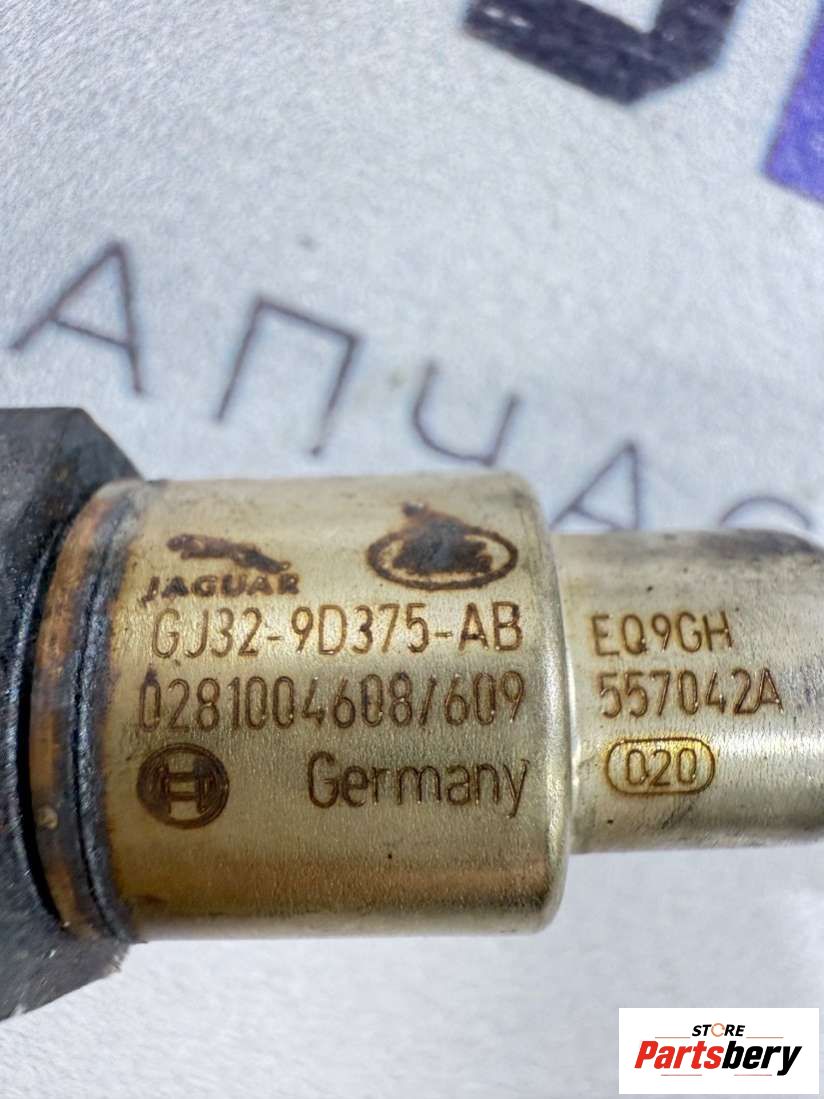 АПЧАС
JAGUAR
GJ32-9D375-AB
0281004608/609
Germany
EQ9GH
557042A
020
STORE
Partsbery